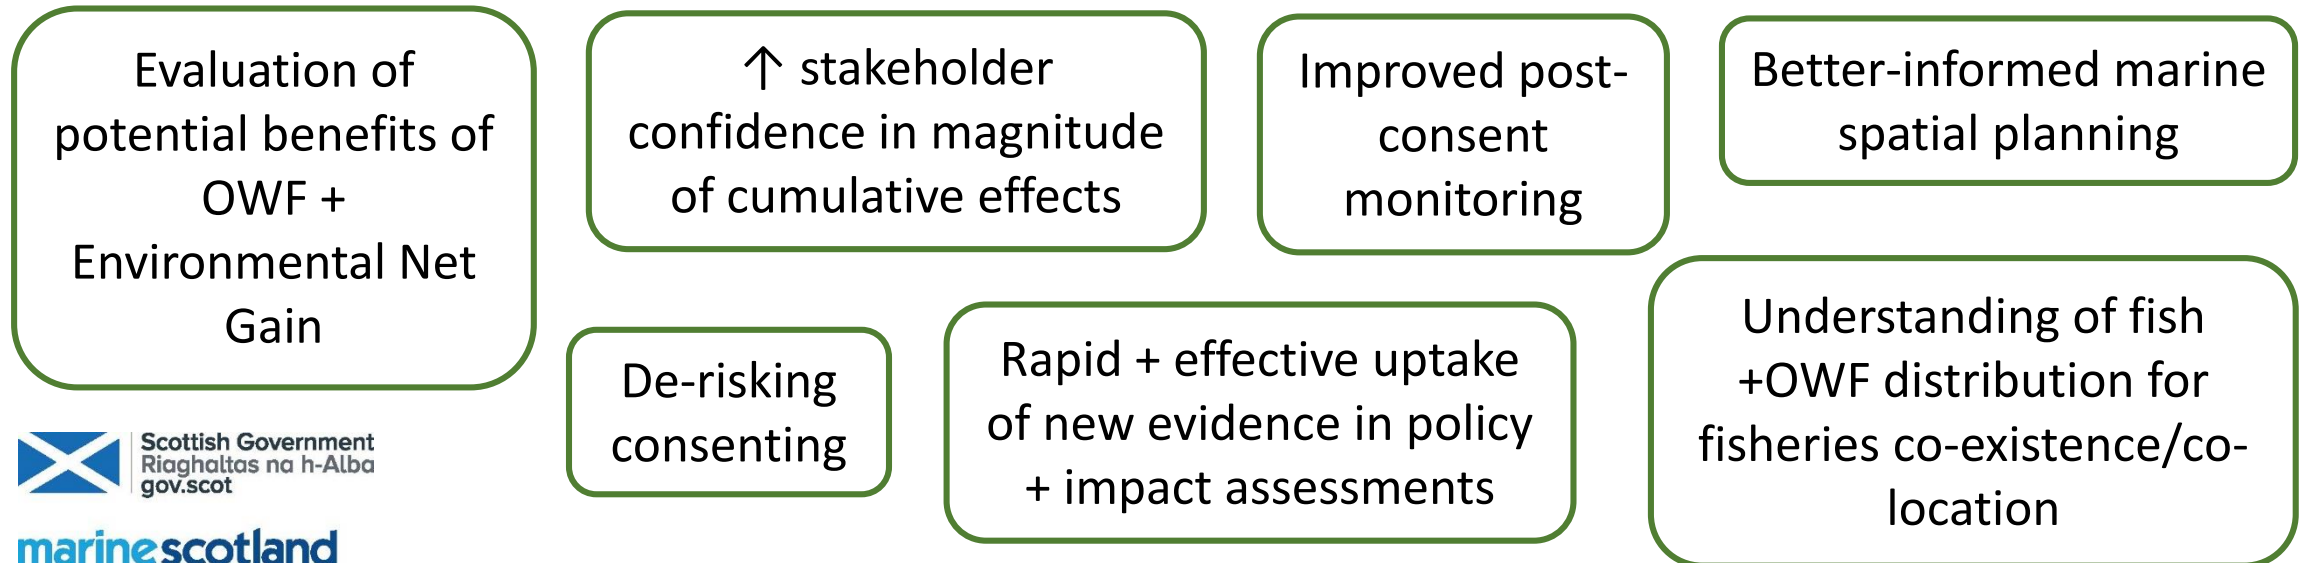 Evaluation of
potential benefits of
OWF +
Environmental Net
Gain
↑ stakeholder
confidence in magnitude
of cumulative effects
Improved post-
consent
monitoring
Better-informed marine
spatial planning
De-risking
consenting
Rapid + effective uptake
of new evidence in policy
+ impact assessments
Understanding of fish
+OWF distribution for
fisheries co-existence/co-
location
Scottish Government
Riaghaltas na h-Alba
gov.scot
marinescotland